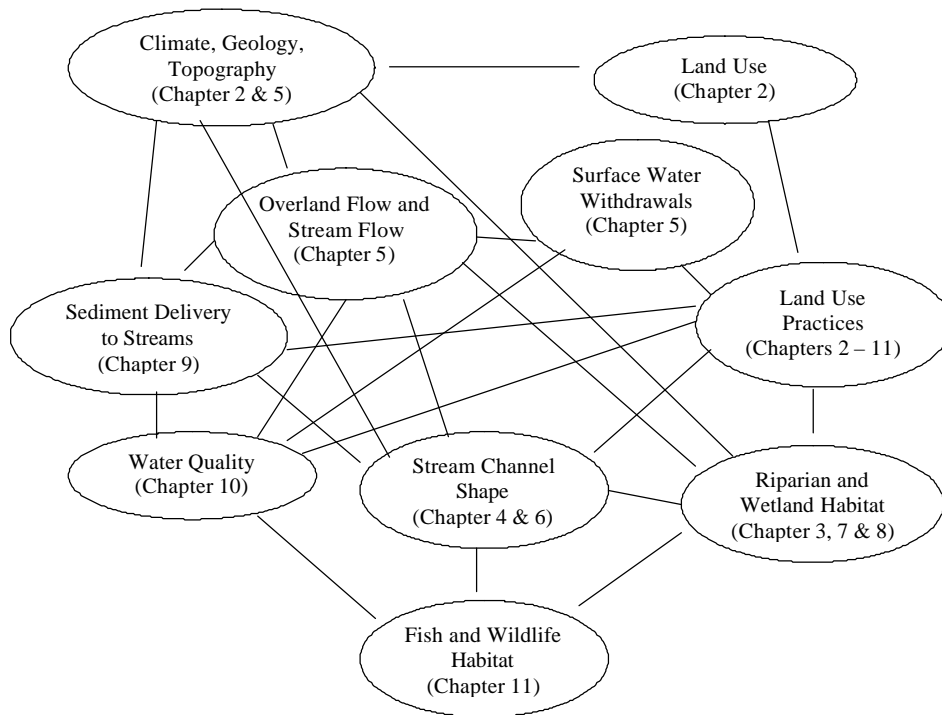 Climate, Geology,
Topography
(Chapter 2 & 5)
Land Use
(Chapter 2)
Surface Water
Withdrawals
(Chapter 5)
Overland Flow and
Stream Flow
(Chapter 5)
Sediment Delivery
to Streams
(Chapter 9)
Land Use
Practices
(Chapters 2 – 11)
Water Quality
(Chapter 10)
Stream Channel
Shape
(Chapter 4 & 6)
Riparian and
Wetland Habitat
(Chapter 3, 7 & 8)
Fish and Wildlife
Habitat
(Chapter 11)